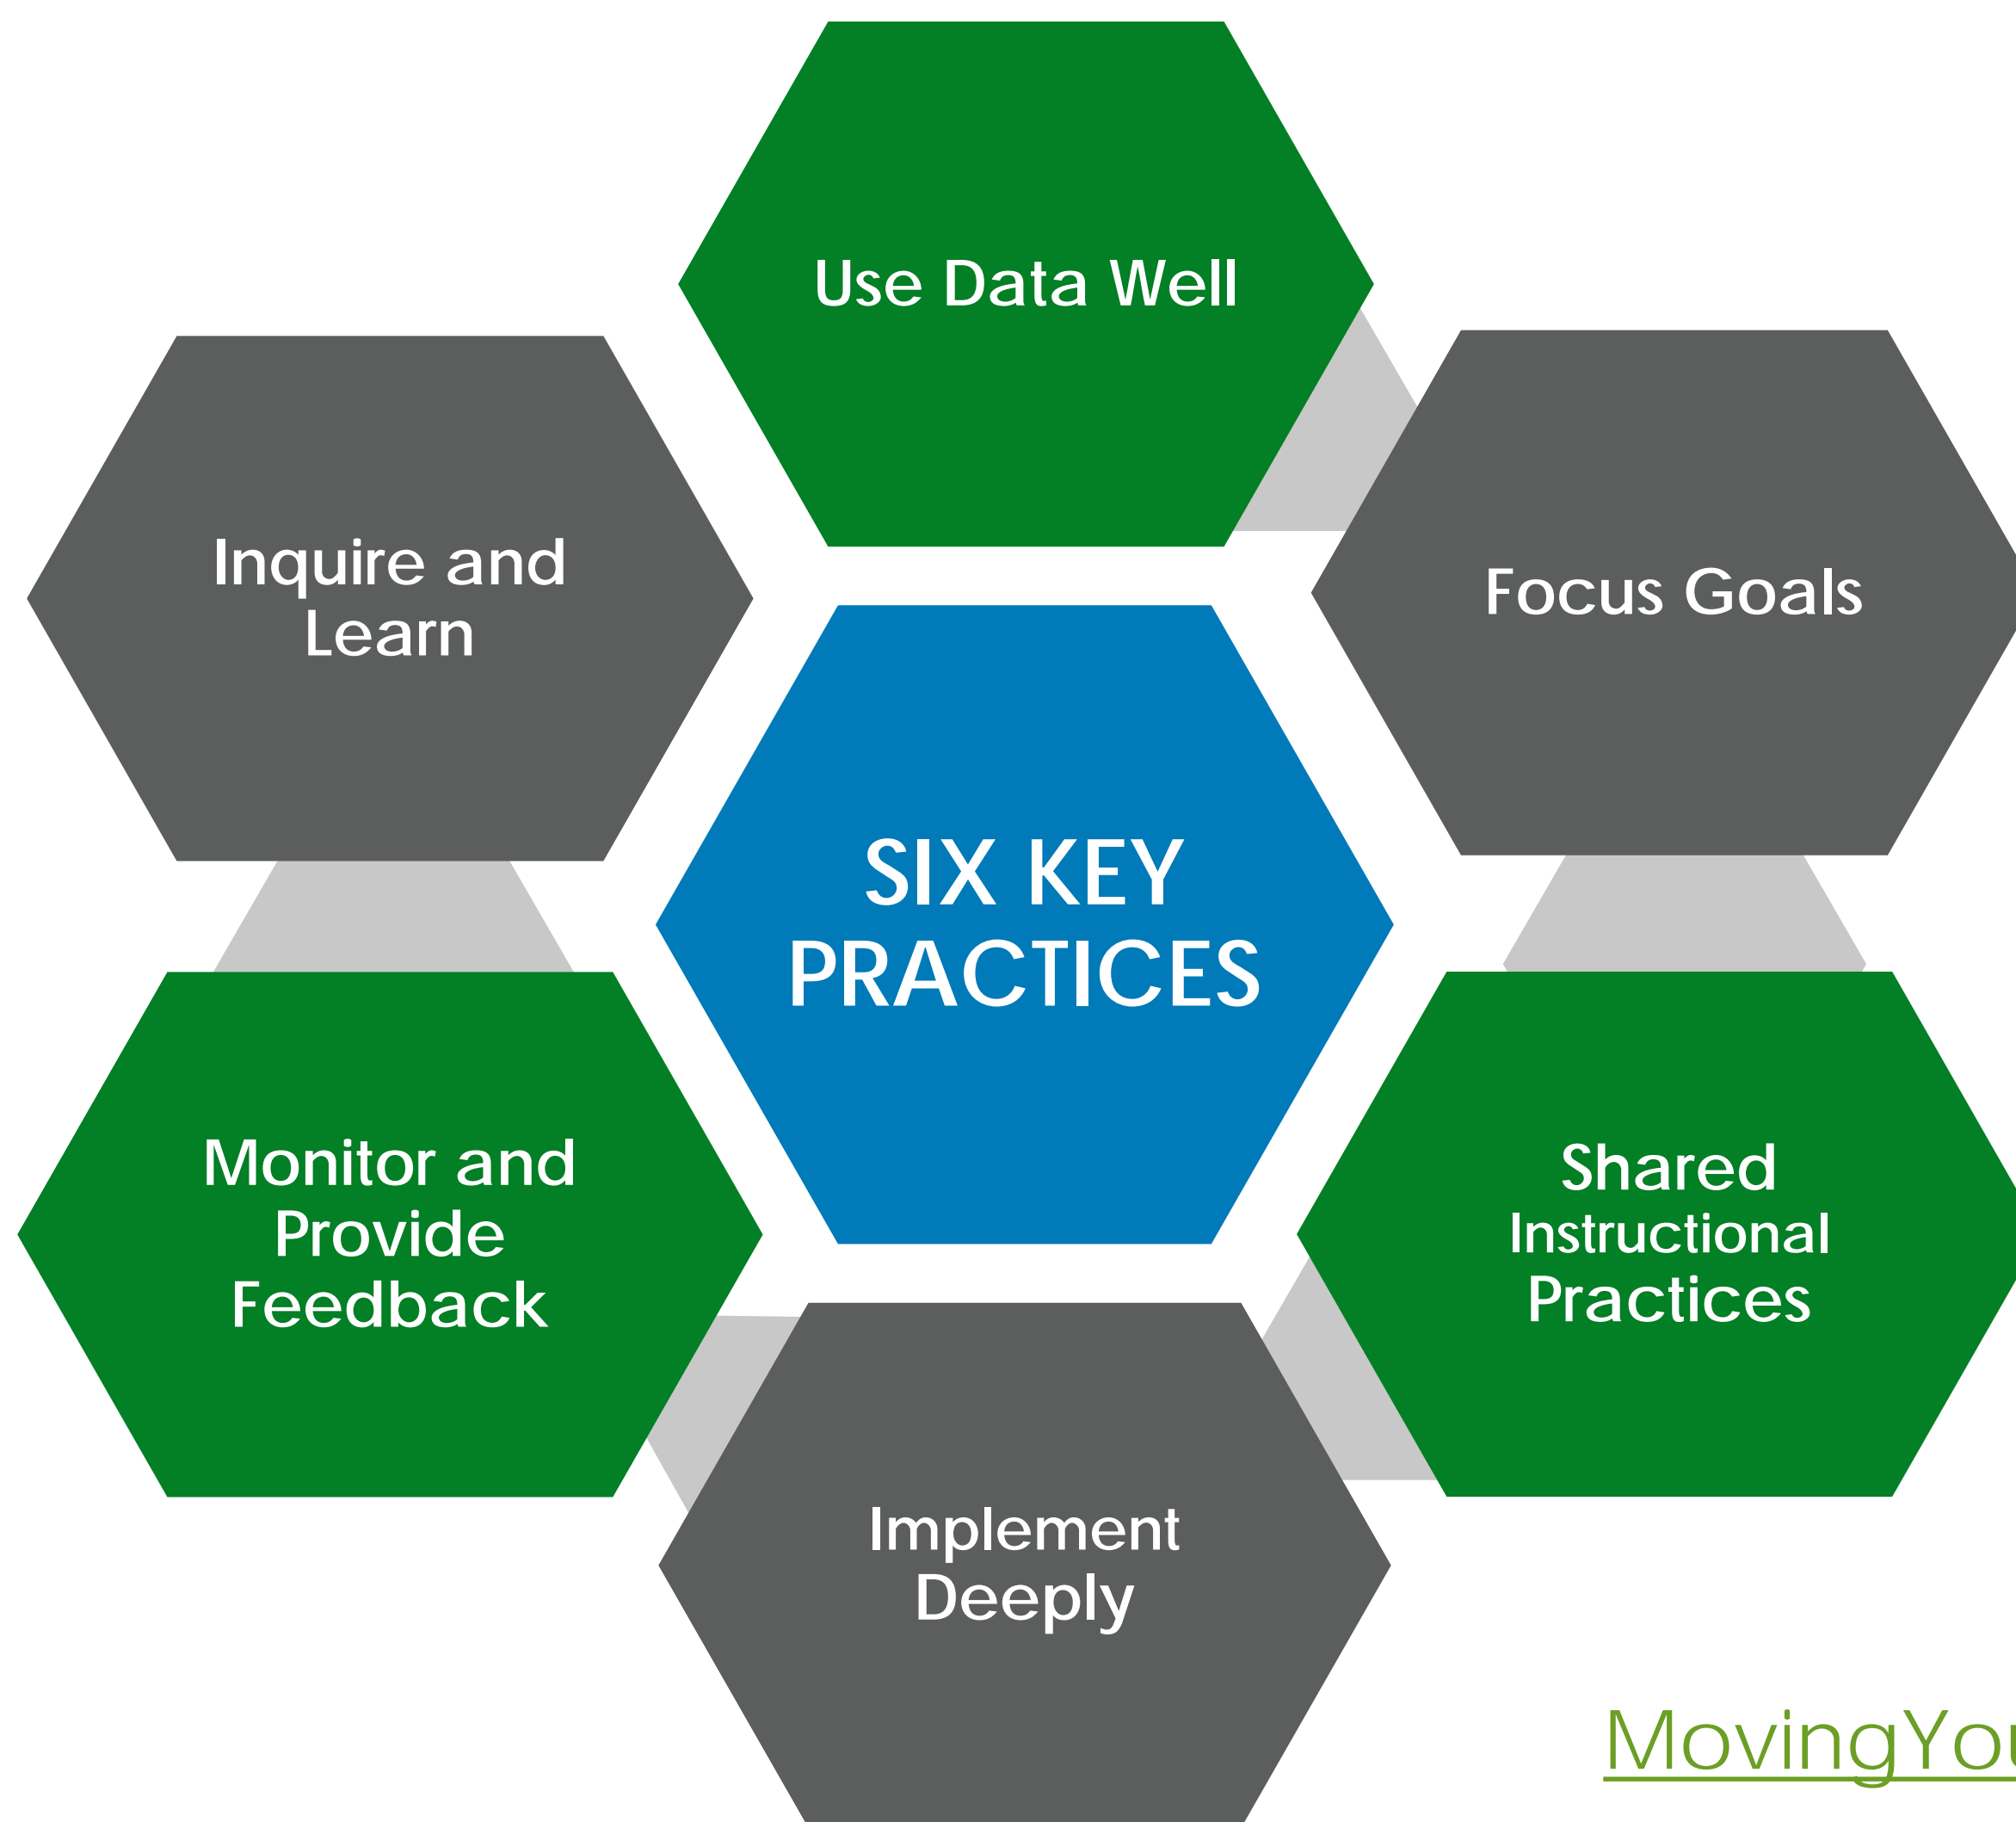 Use Data Well
Inquire and
Learn
Focus Goals
SIX KEY
PRACTICES
Monitor and
Provide
Feedback
Shared
Instructional
Practices
Implement
Deeply